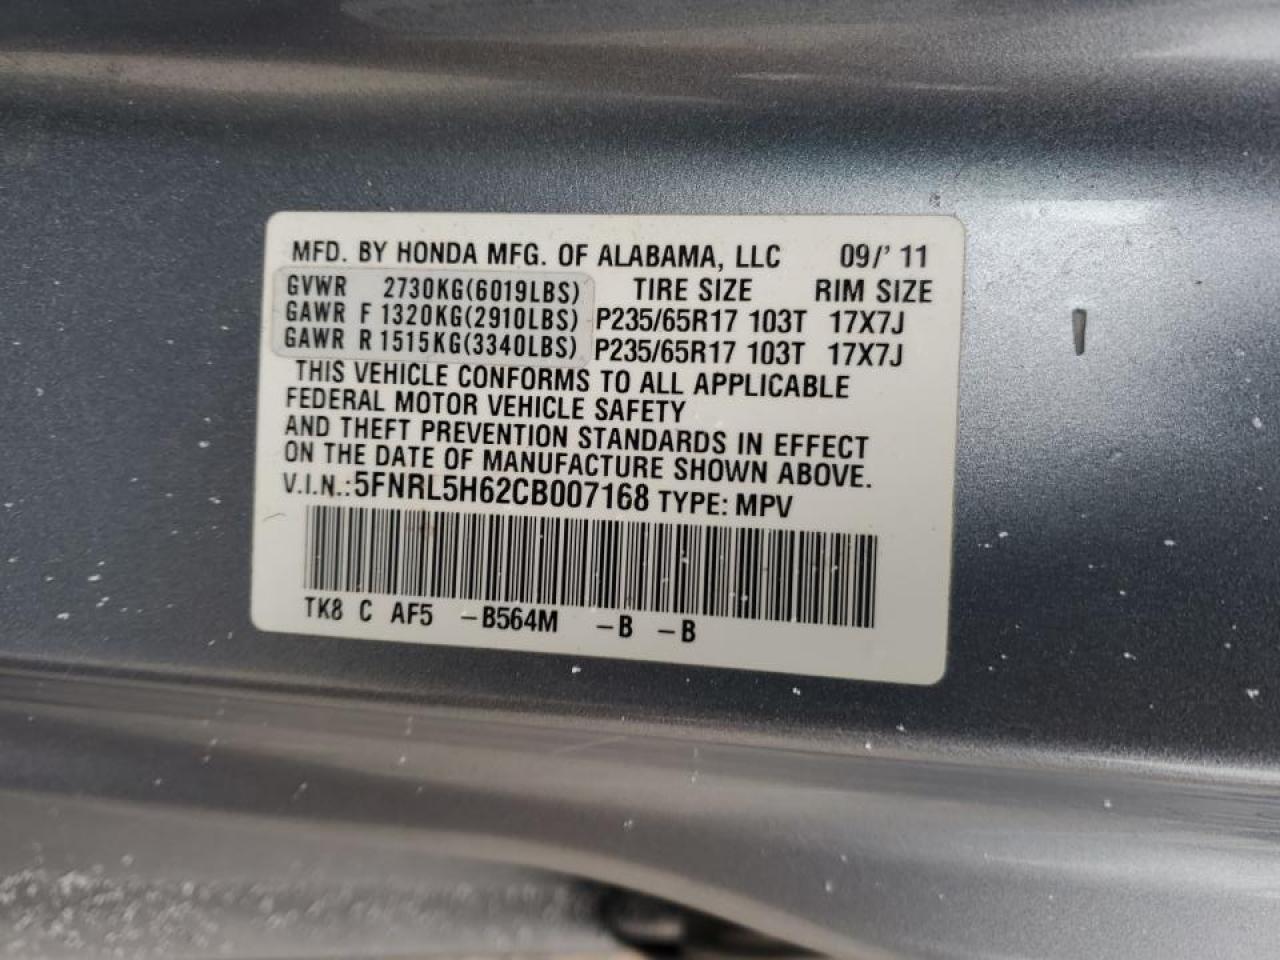 MFD. BY HONDA MFG. OF ALABAMA, LLC 09/' 11
GVWR 2730KG(6019LBS) TIRE SIZE RIM SIZE
GAWR F 1320KG(2910LBS) P235/65R17 103T 17X7J
GAWR R 1515KG(3340LBS) P235/65R17 103T 17X7J
THIS VEHICLE CONFORMS TO ALL APPLICABLE
FEDERAL MOTOR VEHICLE SAFETY
AND THEFT PREVENTION STANDARDS IN EFFECT
ON THE DATE OF MANUFACTURE SHOWN ABOVE.
V.I.N.: 5FNRL5H62CB007168 TYPE: MPV
TK8 C AF5 -B564M -B -B